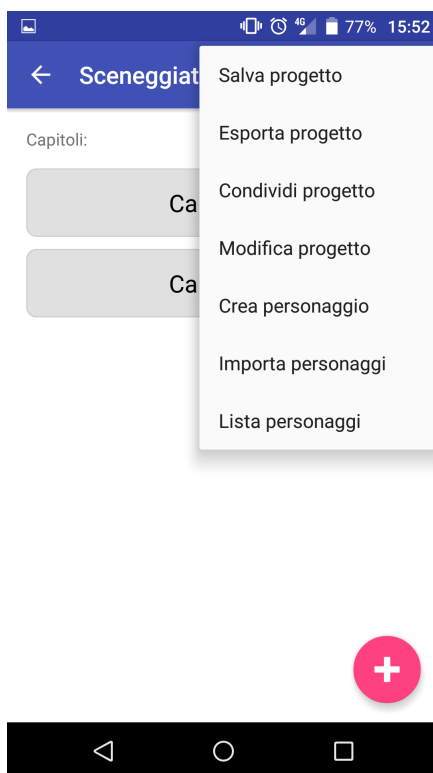 4G 77% 15:52
Sceneggiat
Capitoli:
Ca
Ca
Salva progetto
Esporta progetto
Condividi progetto
Modifica progetto
Crea personaggio
Importa personaggi
Lista personaggi